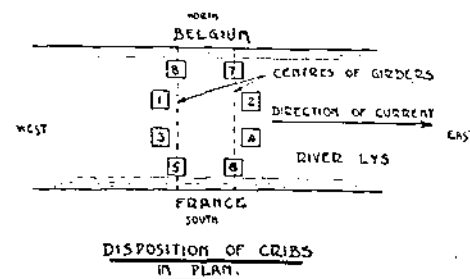 NORTH
BELGIUM
8 7
CENTRES OF GIRDERS
1 2
DIRECTION OF CURRENT
WEST EAST
3 4
RIVER LYS
5 6
FRANCE
SOUTH
DISPOSITION OF CRIBS
IN PLAN.